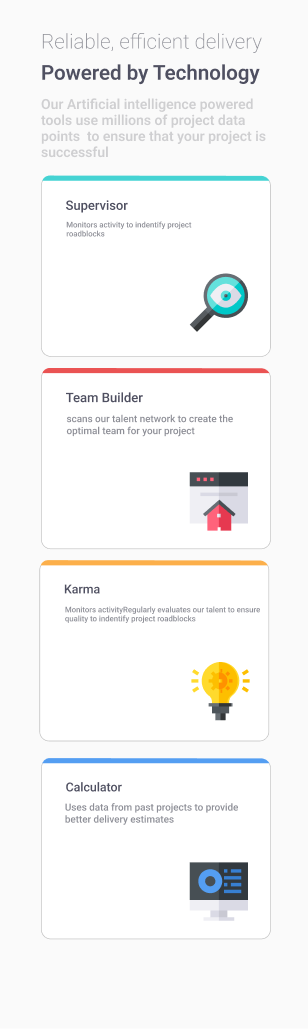 Reliable, efficient delivery
Powered by Technology
Our Artificial intelligence powered
tools use millions of project data
points  to ensure that your project is
successful
Supervisor
Monitors activity to indentify project
roadblocks
Team Builder
scans our talent network to create the
optimal team for your project
Karma
Monitors activityRegularly evaluates our talent to ensure
quality to indentify project roadblocks
Calculator
Uses data from past projects to provide
better delivery estimates